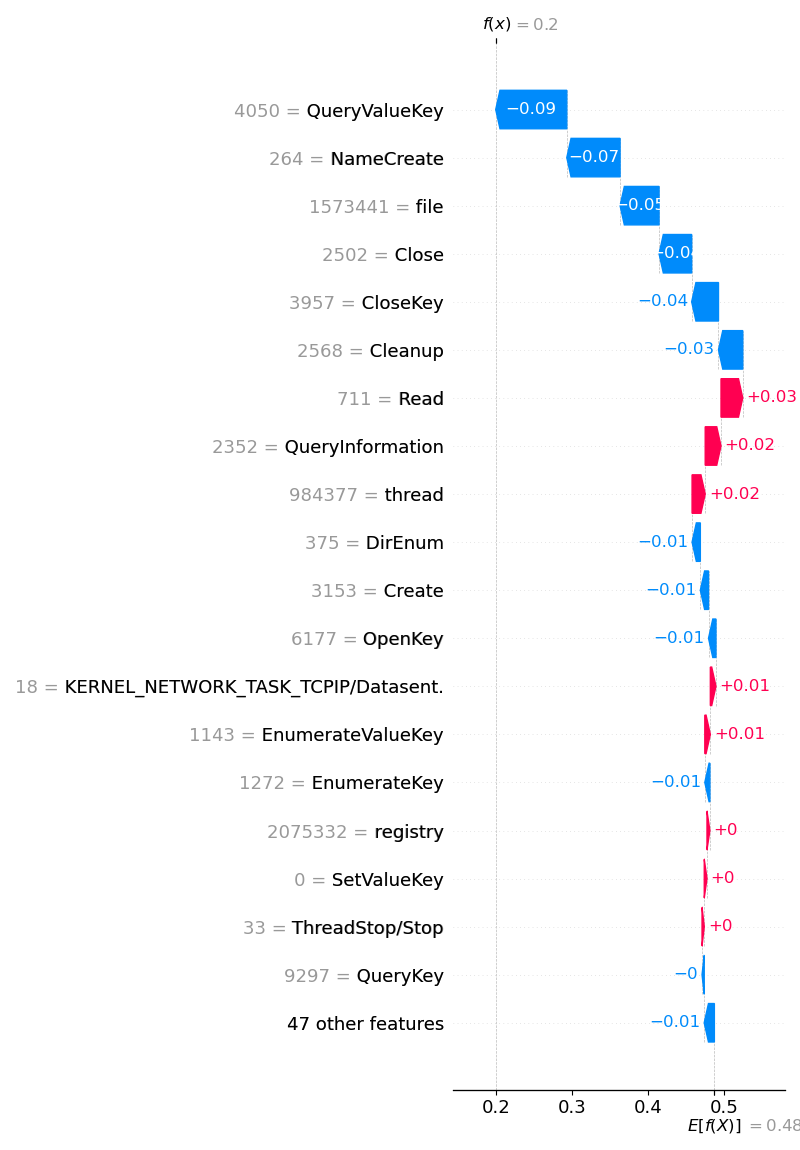 f(x) = 0.2
4050 = QueryValueKey −0.09
264 = NameCreate −0.07
1573441 = file −0.05
2502 = Close −0.04
3957 = CloseKey −0.04
2568 = Cleanup −0.03
711 = Read +0.03
2352 = QueryInformation +0.02
984377 = thread +0.02
375 = DirEnum −0.01
3153 = Create −0.01
6177 = OpenKey −0.01
18 = KERNEL_NETWORK_TASK_TCPIP/Datasent. +0.01
1143 = EnumerateValueKey +0.01
1272 = EnumerateKey −0.01
2075332 = registry +0
0 = SetValueKey +0
33 = ThreadStop/Stop +0
9297 = QueryKey −0
47 other features −0.01
0.2 0.3 0.4 0.5
E[f(X)] = 0.48